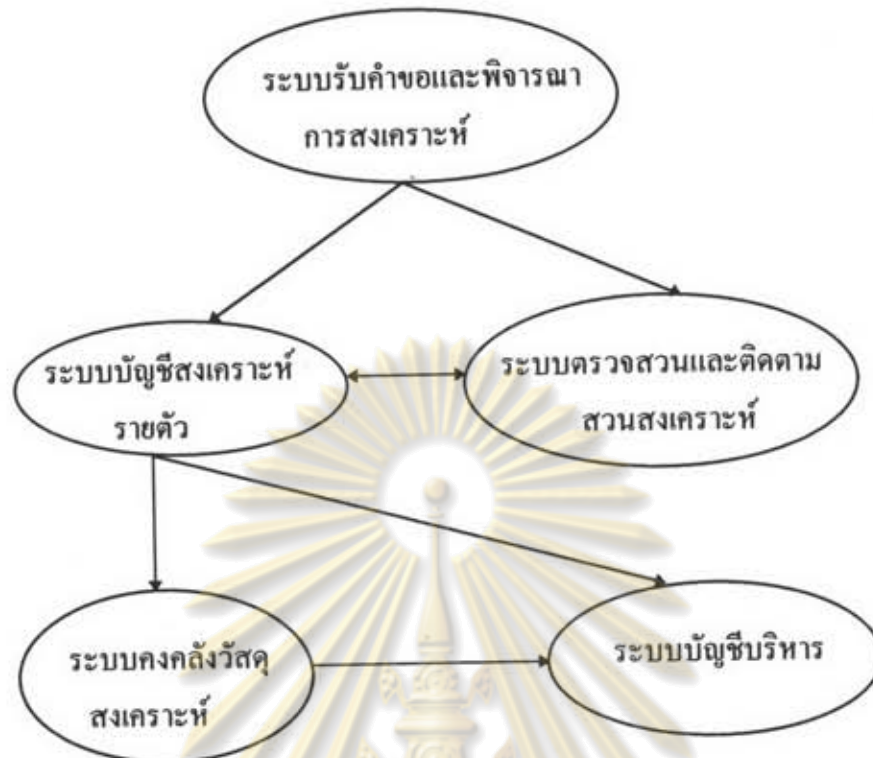 ระบบรับคำขอและพิจารณา
การสงเคราะห์
ระบบบัญชีสงเคราะห์
รายตัว
ระบบตรวจสวนและติดตาม
สวนสงเคราะห์
ระบบคงคลังวัสดุ
สงเคราะห์
ระบบบัญชีบริหาร